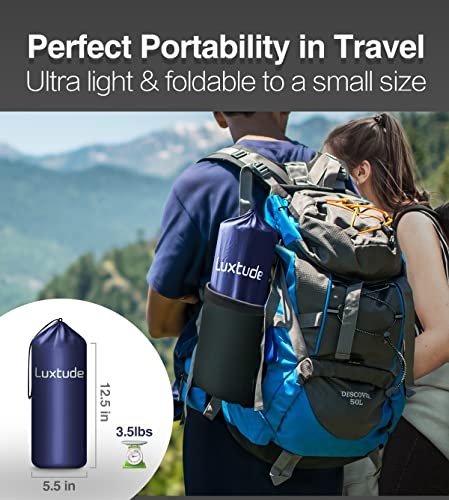 Perfect Portability in Travel
Ultra light & foldable to a small size
Luxtude
DISCOVER
50L
Luxtude
12.5 in
3.5lbs
5.5 in